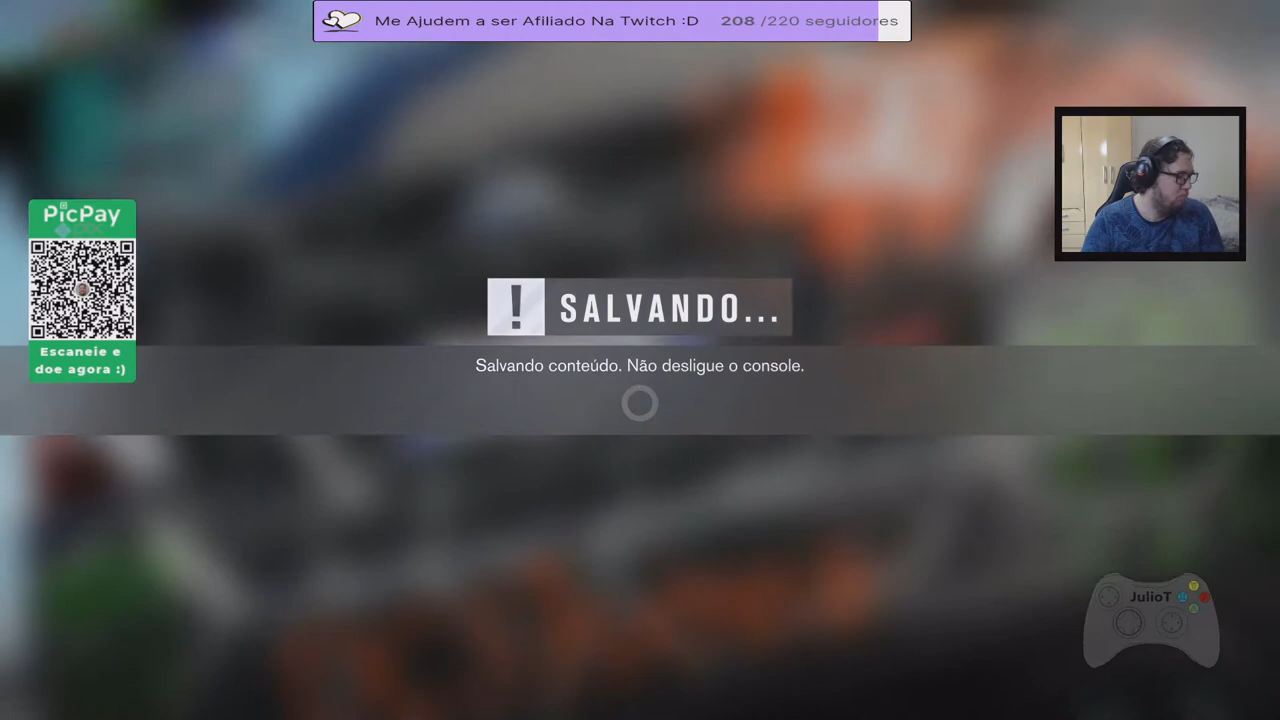 Me Ajudem a ser Afiliado Na Twitch :D 208 /220 seguidores
PicPay
pix
Escaneie e
doe agora :)
! SALVANDO...
Salvando conteúdo. Não desligue o console.
JulioT